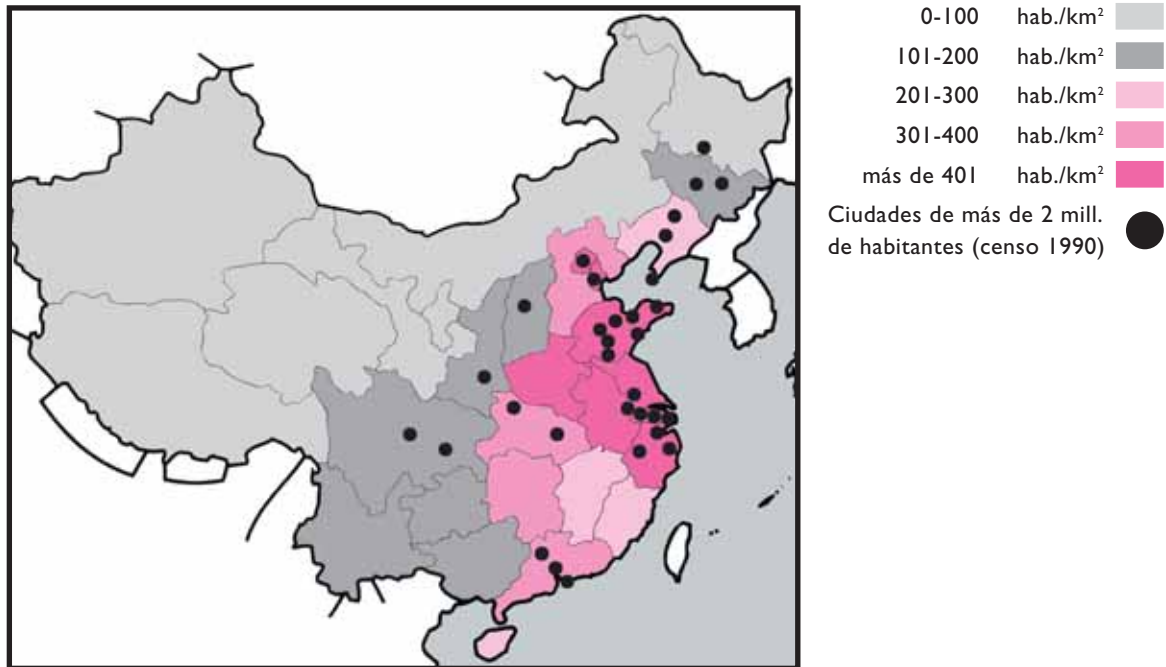 0-100 hab./km²
101-200 hab./km²
201-300 hab./km²
301-400 hab./km²
más de 401 hab./km²
Ciudades de más de 2 mill.
de habitantes (censo 1990)